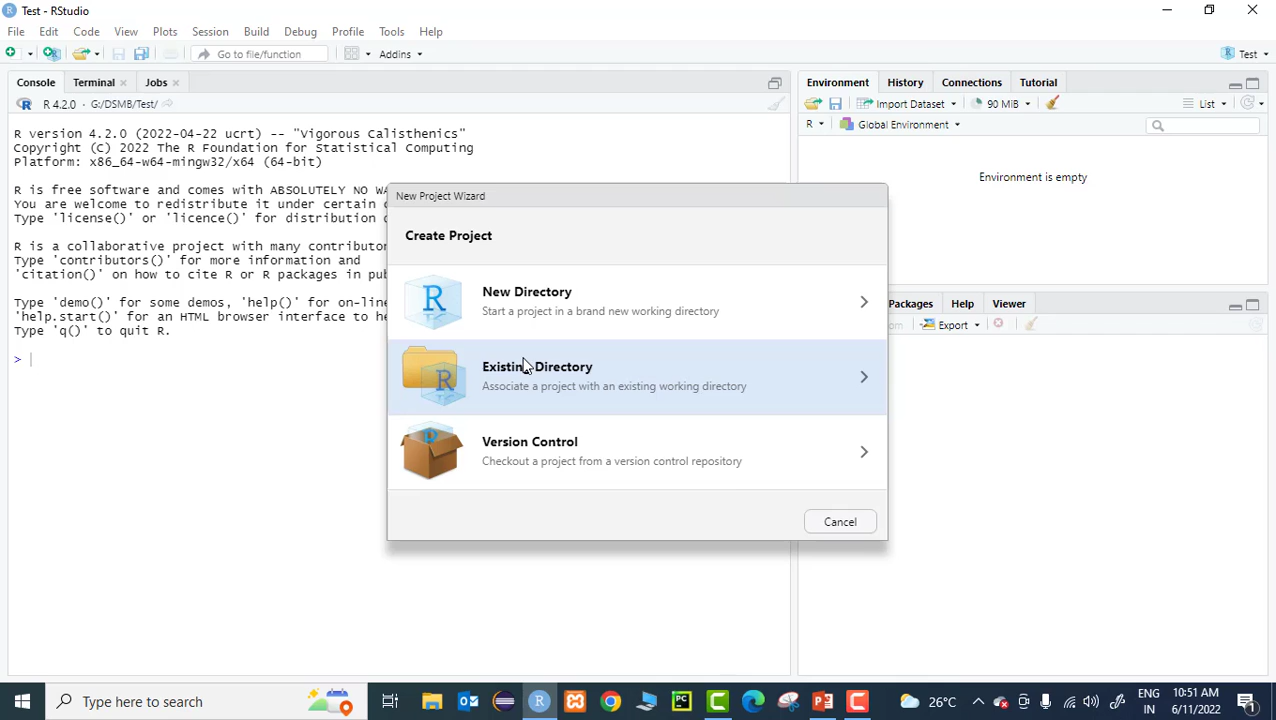 Test - RStudio
File Edit Code View Plots Session Build Debug Profile Tools Help
Go to file/function Addins Test
Console Terminal Jobs
R 4.2.0 · G:/DSMB/Test/
R version 4.2.0 (2022-04-22 ucrt) -- "Vigorous Calisthenics"
Copyright (C) 2022 The R Foundation for Statistical Computing
Platform: x86_64-w64-mingw32/x64 (64-bit)
R is free software and comes with ABSOLUTELY NO WA
You are welcome to redistribute it under certain
Type 'license()' or 'licence()' for distribution
R is a collaborative project with many contributor
Type 'contributors()' for more information and
'citation()' on how to cite R or R packages in pu
Type 'demo()' for some demos, 'help()' for on-line
'help.start()' for an HTML browser interface to he
Type 'q()' to quit R.
>
Environment History Connections Tutorial
Import Dataset 90 MiB List
R Global Environment
Environment is empty
Packages Help Viewer
Export
New Project Wizard
Create Project
New Directory
Start a project in a brand new working directory
Existing Directory
Associate a project with an existing working directory
Version Control
Checkout a project from a version control repository
Cancel
Type here to search
26°C
ENG
IN
10:51 AM
6/11/2022